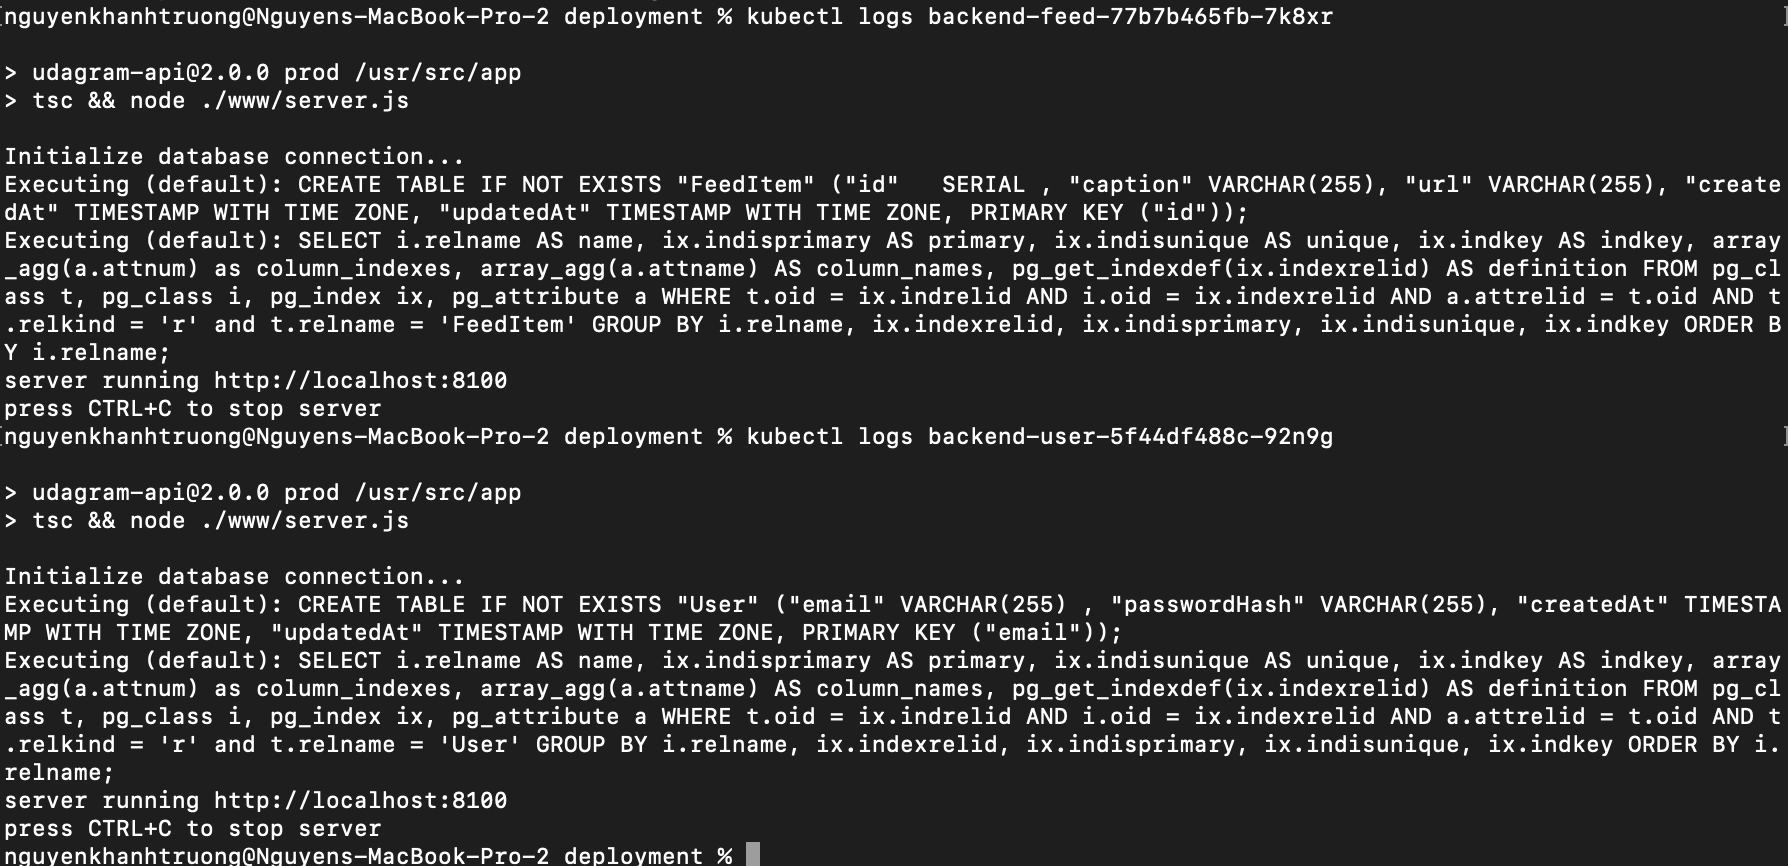 nguyenkhanhtruong@Nguyens-MacBook-Pro-2 deployment % kubectl logs backend-feed-77b7b465fb-7k8xr
> udagram-api@2.0.0 prod /usr/src/app
> tsc && node ./www/server.js
Initialize database connection...
Executing (default): CREATE TABLE IF NOT EXISTS "FeedItem" ("id"   SERIAL , "caption" VARCHAR(255), "url" VARCHAR(255), "create
dAt" TIMESTAMP WITH TIME ZONE, "updatedAt" TIMESTAMP WITH TIME ZONE, PRIMARY KEY ("id"));
Executing (default): SELECT i.relname AS name, ix.indisprimary AS primary, ix.indisunique AS unique, ix.indkey AS indkey, array
_agg(a.attnum) as column_indexes, array_agg(a.attname) AS column_names, pg_get_indexdef(ix.indexrelid) AS definition FROM pg_cl
ass t, pg_class i, pg_index ix, pg_attribute a WHERE t.oid = ix.indrelid AND i.oid = ix.indexrelid AND a.attrelid = t.oid AND t
.relkind = 'r' and t.relname = 'FeedItem' GROUP BY i.relname, ix.indexrelid, ix.indisprimary, ix.indisunique, ix.indkey ORDER B
Y i.relname;
server running http://localhost:8100
press CTRL+C to stop server
nguyenkhanhtruong@Nguyens-MacBook-Pro-2 deployment % kubectl logs backend-user-5f44df488c-92n9g
> udagram-api@2.0.0 prod /usr/src/app
> tsc && node ./www/server.js
Initialize database connection...
Executing (default): CREATE TABLE IF NOT EXISTS "User" ("email" VARCHAR(255) , "passwordHash" VARCHAR(255), "createdAt" TIMESTA
MP WITH TIME ZONE, "updatedAt" TIMESTAMP WITH TIME ZONE, PRIMARY KEY ("email"));
Executing (default): SELECT i.relname AS name, ix.indisprimary AS primary, ix.indisunique AS unique, ix.indkey AS indkey, array
_agg(a.attnum) as column_indexes, array_agg(a.attname) AS column_names, pg_get_indexdef(ix.indexrelid) AS definition FROM pg_cl
ass t, pg_class i, pg_index ix, pg_attribute a WHERE t.oid = ix.indrelid AND i.oid = ix.indexrelid AND a.attrelid = t.oid AND t
.relkind = 'r' and t.relname = 'User' GROUP BY i.relname, ix.indexrelid, ix.indisprimary, ix.indisunique, ix.indkey ORDER BY i.
relname;
server running http://localhost:8100
press CTRL+C to stop server
nguyenkhanhtruong@Nguyens-MacBook-Pro-2 deployment %